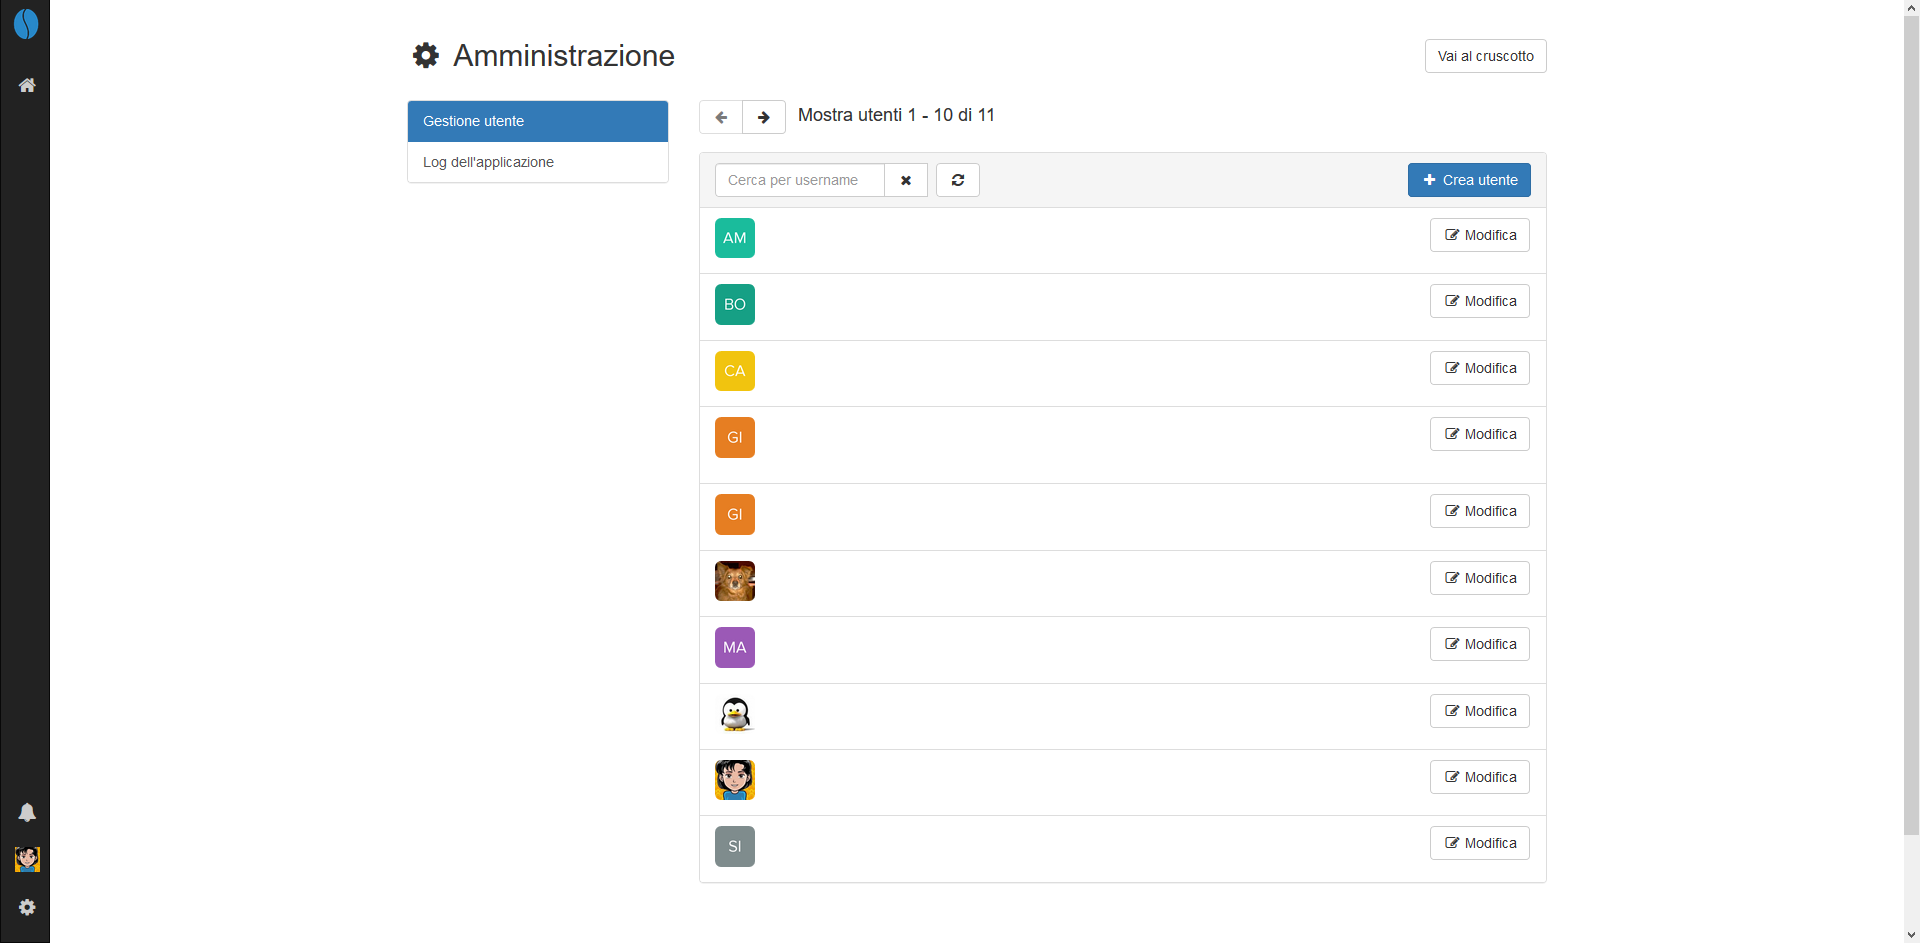 Amministrazione
Vai al cruscotto
Gestione utente
Log dell'applicazione
Mostra utenti 1 - 10 di 11
Cerca per username
Crea utente
AM
Modifica
BO
Modifica
CA
Modifica
GI
Modifica
GI
Modifica
Modifica
MA
Modifica
Modifica
Modifica
SI
Modifica